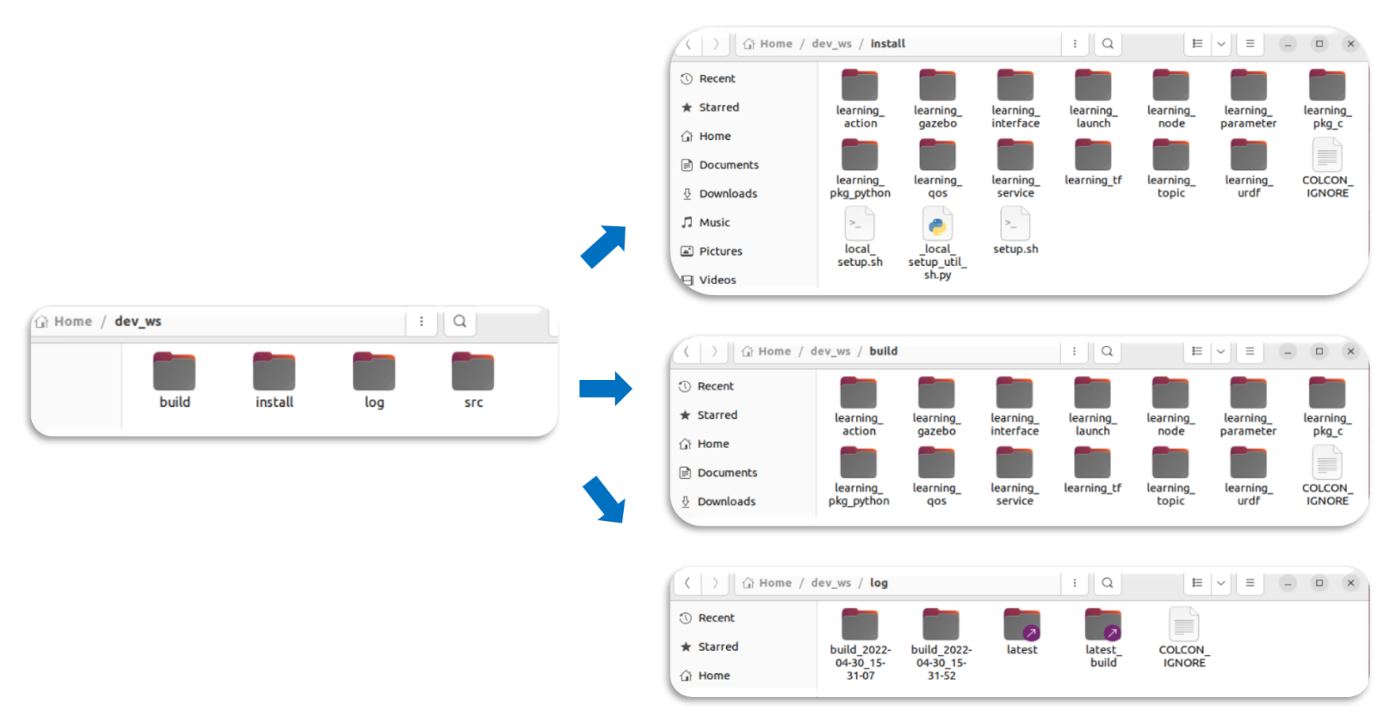 Home / dev_ws
build install log src
Home / dev_ws / install
Recent
Starred
Home
Documents
Downloads
Music
Pictures
Videos
learning_ learning_ learning_ learning_ learning_ learning_ learning_
action gazebo interface launch node parameter pkg_c
learning_ learning_ learning_ learning_tf learning_ learning_ COLCON_
pkg_python qos service topic urdf IGNORE
local_ _local_ setup.sh
setup.sh setup_util_
sh.py
Home / dev_ws / build
Recent
Starred
Home
Documents
Downloads
learning_ learning_ learning_ learning_ learning_ learning_ learning_
action gazebo interface launch node parameter pkg_c
learning_ learning_ learning_ learning_tf learning_ learning_ COLCON_
pkg_python qos service topic urdf IGNORE
Home / dev_ws / log
Recent
Starred
Home
build_2022- build_2022- latest latest_ COLCON_
04-30_15- 04-30_15- build IGNORE
31-07 31-52